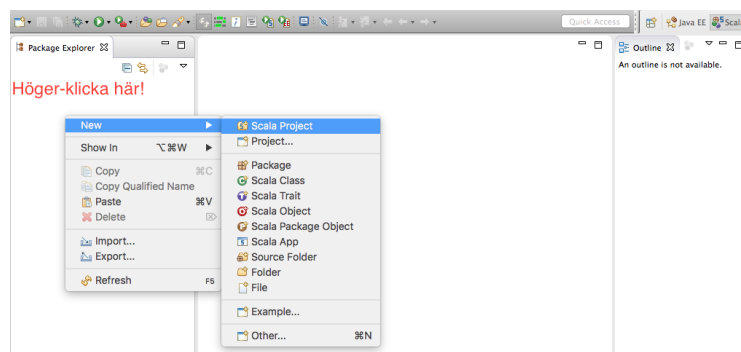 Quick Access
Java EE
Scal
Package Explorer
Outline
An outline is not available.
Höger-klicka här!
New
Show In ⌥⌘W
Copy ⌘C
Copy Qualified Name
Paste ⌘V
Delete ⌦
Import...
Export...
Refresh F5
Scala Project
Project...
Package
Scala Class
Scala Trait
Scala Object
Scala Package Object
Scala App
Source Folder
Folder
File
Example...
Other... ⌘N